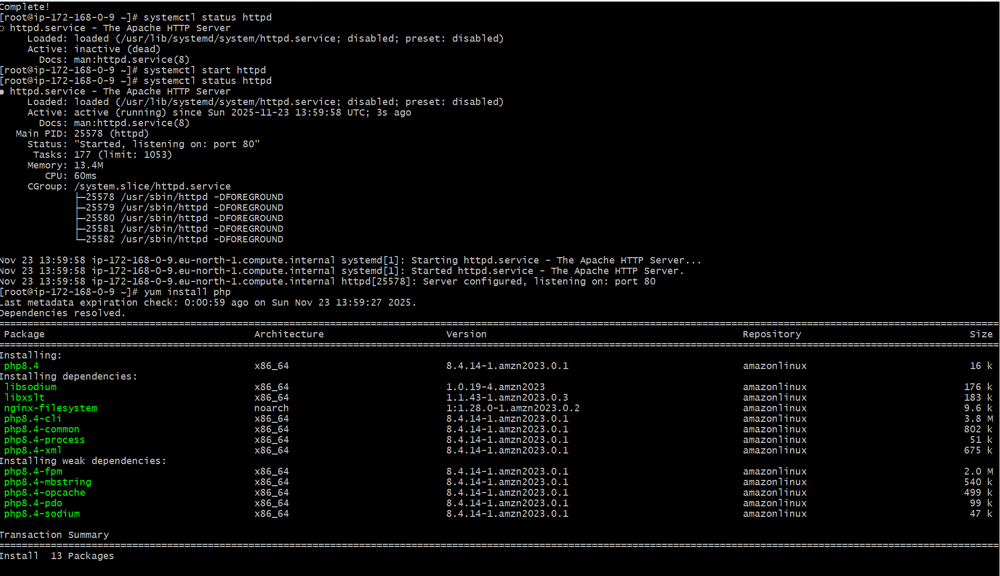 Complete!
[root@ip-172-168-0-9 ~]# systemctl status httpd
○ httpd.service - The Apache HTTP Server
     Loaded: loaded (/usr/lib/systemd/system/httpd.service; disabled; preset: disabled)
     Active: inactive (dead)
       Docs: man:httpd.service(8)
[root@ip-172-168-0-9 ~]# systemctl start httpd
[root@ip-172-168-0-9 ~]# systemctl status httpd
● httpd.service - The Apache HTTP Server
     Loaded: loaded (/usr/lib/systemd/system/httpd.service; disabled; preset: disabled)
     Active: active (running) since Sun 2025-11-23 13:59:58 UTC; 3s ago
       Docs: man:httpd.service(8)
   Main PID: 25578 (httpd)
     Status: "Started, listening on: port 80"
      Tasks: 177 (limit: 1053)
     Memory: 13.4M
        CPU: 60ms
     CGroup: /system.slice/httpd.service
             ├─25578 /usr/sbin/httpd -DFOREGROUND
             ├─25579 /usr/sbin/httpd -DFOREGROUND
             ├─25580 /usr/sbin/httpd -DFOREGROUND
             ├─25581 /usr/sbin/httpd -DFOREGROUND
             └─25582 /usr/sbin/httpd -DFOREGROUND
Nov 23 13:59:58 ip-172-168-0-9.eu-north-1.compute.internal systemd[1]: Starting httpd.service - The Apache HTTP Server...
Nov 23 13:59:58 ip-172-168-0-9.eu-north-1.compute.internal systemd[1]: Started httpd.service - The Apache HTTP Server.
Nov 23 13:59:58 ip-172-168-0-9.eu-north-1.compute.internal httpd[25578]: Server configured, listening on: port 80
[root@ip-172-168-0-9 ~]# yum install php
Last metadata expiration check: 0:00:59 ago on Sun Nov 23 13:59:27 2025.
Dependencies resolved.
Package Architecture Version Repository Size
Installing:
php8.4 x86_64 8.4.14-1.amzn2023.0.1 amazonlinux 16 k
Installing dependencies:
libsodium x86_64 1.0.19-4.amzn2023 amazonlinux 176 k
libxslt x86_64 1.1.43-1.amzn2023.0.3 amazonlinux 183 k
nginx-filesystem noarch 1:1.28.0-1.amzn2023.0.2 amazonlinux 9.6 k
php8.4-cli x86_64 8.4.14-1.amzn2023.0.1 amazonlinux 3.8 M
php8.4-common x86_64 8.4.14-1.amzn2023.0.1 amazonlinux 802 k
php8.4-process x86_64 8.4.14-1.amzn2023.0.1 amazonlinux 51 k
php8.4-xml x86_64 8.4.14-1.amzn2023.0.1 amazonlinux 675 k
Installing weak dependencies:
php8.4-fpm x86_64 8.4.14-1.amzn2023.0.1 amazonlinux 2.0 M
php8.4-mbstring x86_64 8.4.14-1.amzn2023.0.1 amazonlinux 540 k
php8.4-opcache x86_64 8.4.14-1.amzn2023.0.1 amazonlinux 499 k
php8.4-pdo x86_64 8.4.14-1.amzn2023.0.1 amazonlinux 99 k
php8.4-sodium x86_64 8.4.14-1.amzn2023.0.1 amazonlinux 47 k
Transaction Summary
Install  13 Packages